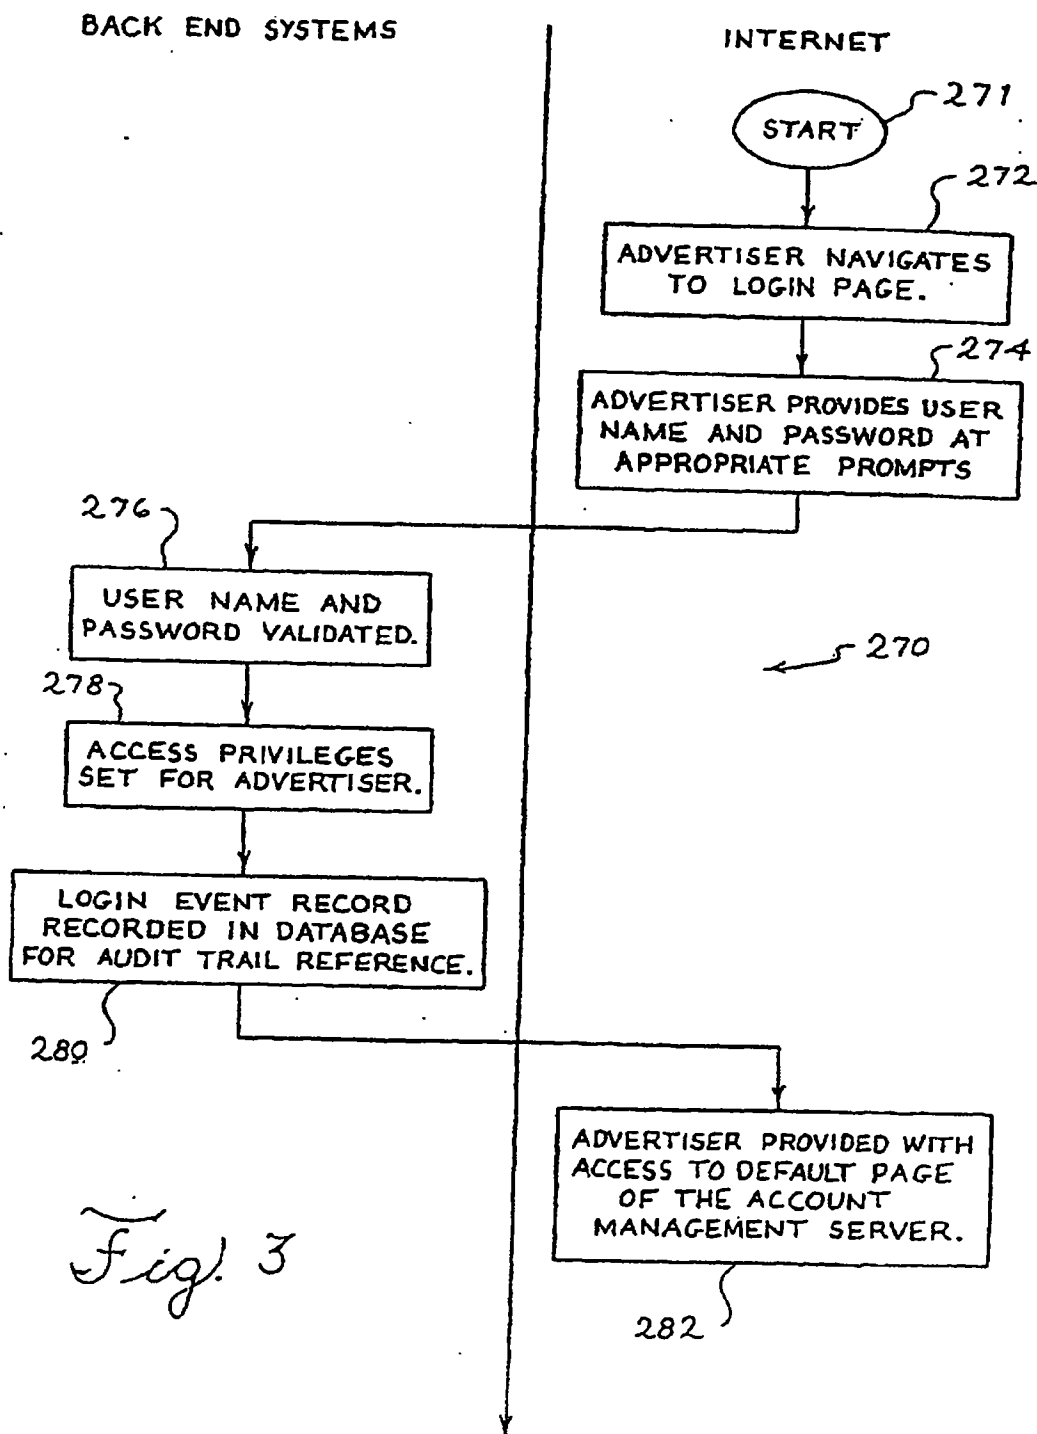 BACK END SYSTEMS
INTERNET
START
271
272
ADVERTISER NAVIGATES
TO LOGIN PAGE.
274
ADVERTISER PROVIDES USER
NAME AND PASSWORD AT
APPROPRIATE PROMPTS
276
USER NAME AND
PASSWORD VALIDATED.
270
278
ACCESS PRIVILEGES
SET FOR ADVERTISER.
LOGIN EVENT RECORD
RECORDED IN DATABASE
FOR AUDIT TRAIL REFERENCE.
280
ADVERTISER PROVIDED WITH
ACCESS TO DEFAULT PAGE
OF THE ACCOUNT
MANAGEMENT SERVER.
282
Fig. 3